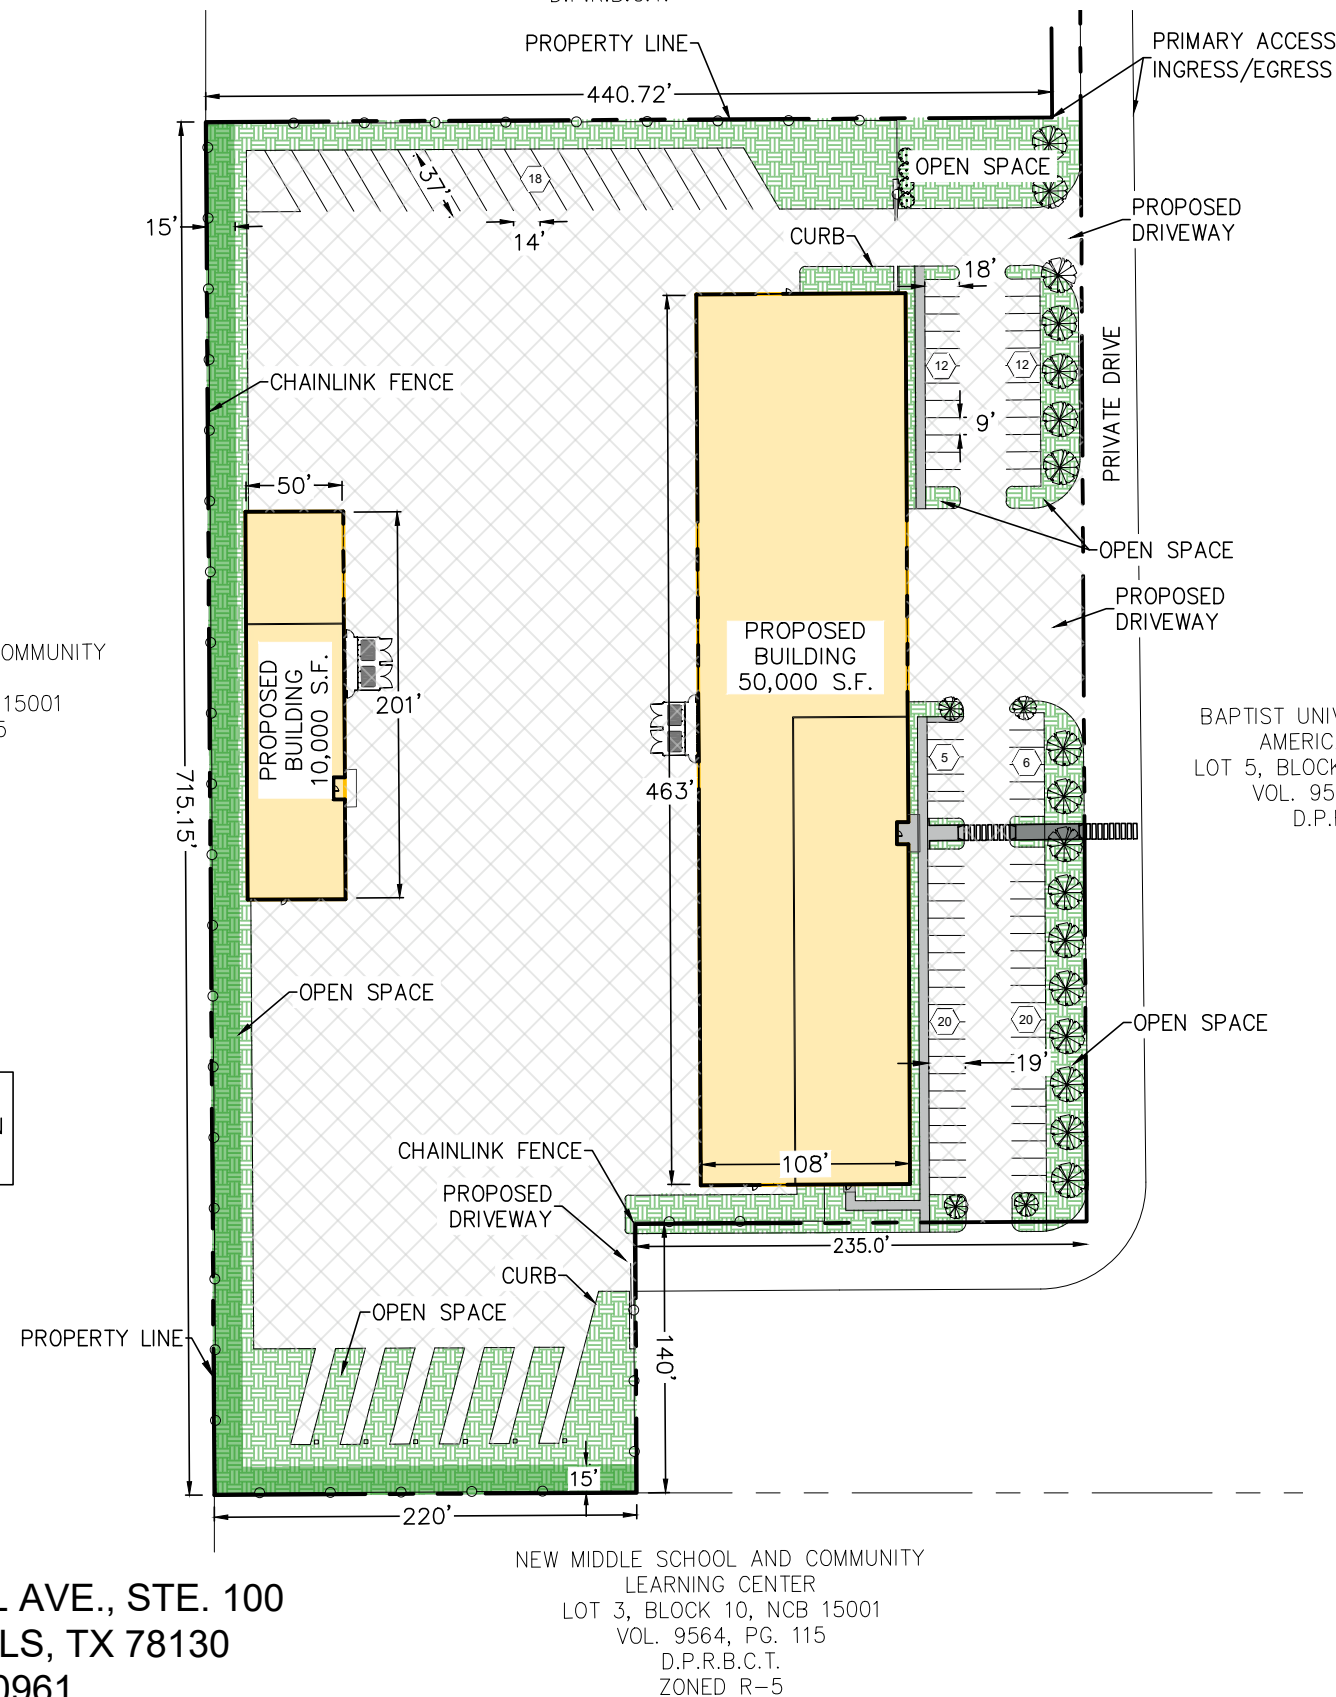 PROPERTY LINE
PRIMARY ACCESS
INGRESS/EGRESS
440.72'
OPEN SPACE
18
37'
14'
15'
PROPOSED
DRIVEWAY
CURB
18'
CHAINLINK FENCE
12
12
9'
PRIVATE DRIVE
50'
OPEN SPACE
PROPOSED
DRIVEWAY
PROPOSED
BUILDING
50,000 S.F.
PROPOSED
BUILDING
10,000 S.F.
201'
OMMUNITY
15001
5
715.15'
463'
5
6
BAPTIST UNIV
AMERIC
LOT 5, BLOCK
VOL. 95
D.P.
OPEN SPACE
20
20
OPEN SPACE
19'
N
CHAINLINK FENCE
108'
PROPOSED
DRIVEWAY
235.0'
CURB
OPEN SPACE
PROPERTY LINE
140'
15'
220'
NEW MIDDLE SCHOOL AND COMMUNITY
LEARNING CENTER
LOT 3, BLOCK 10, NCB 15001
VOL. 9564, PG. 115
D.P.R.B.C.T.
ZONED R-5
AVE., STE. 100
LS, TX 78130
0961